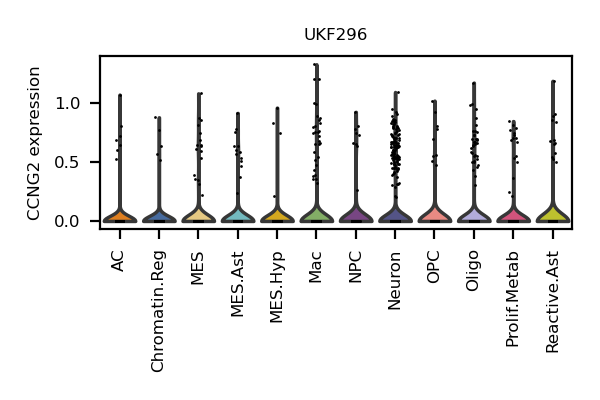 UKF296
CCNG2 expression
1.0
0.5
0.0
AC
Chromatin.Reg
MES
MES.Ast
MES.Hyp
Mac
NPC
Neuron
OPC
Oligo
Prolif.Metab
Reactive.Ast